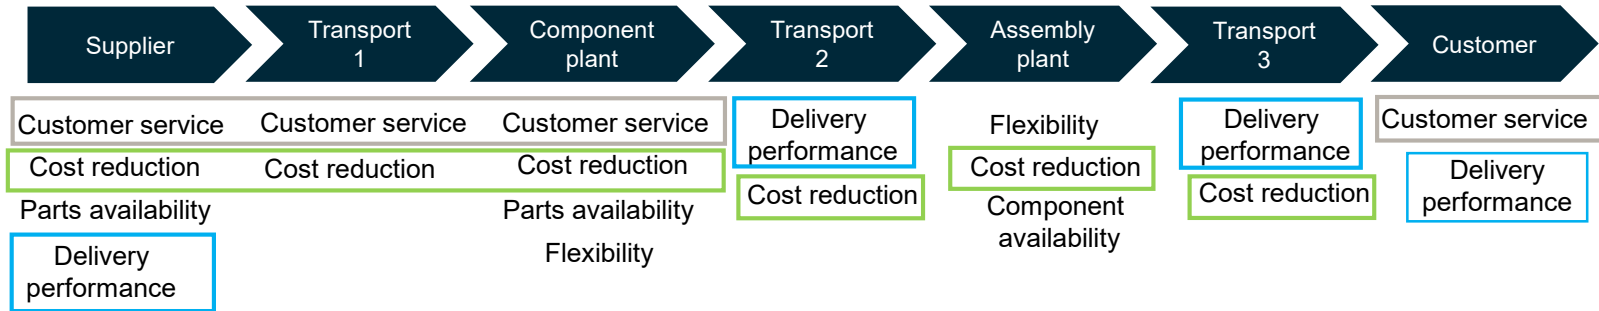 Supplier
Transport
1
Component
plant
Transport
2
Assembly
plant
Transport
3
Customer
Customer service
Cost reduction
Parts availability
Delivery
performance
Customer service
Cost reduction
Customer service
Cost reduction
Parts availability
Flexibility
Delivery
performance
Cost reduction
Flexibility
Cost reduction
Component
availability
Delivery
performance
Cost reduction
Customer service
Delivery
performance